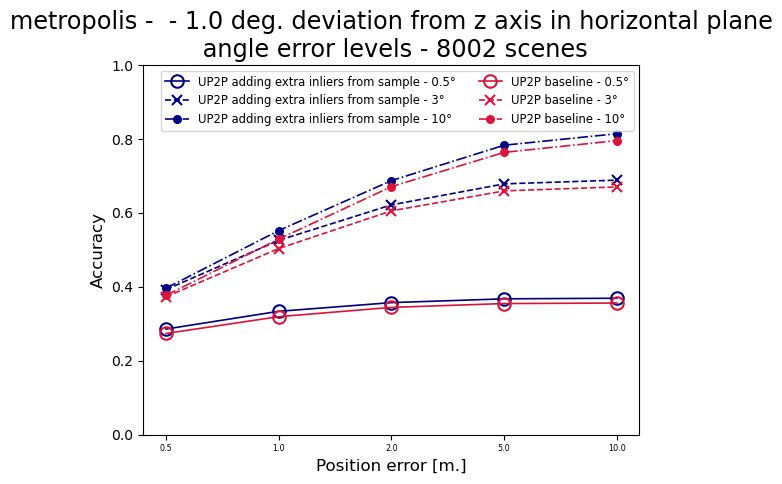 metropolis -  - 1.0 deg. deviation from z axis in horizontal plane
angle error levels - 8002 scenes
UP2P adding extra inliers from sample - 0.5°
UP2P adding extra inliers from sample - 3°
UP2P adding extra inliers from sample - 10°
UP2P baseline - 0.5°
UP2P baseline - 3°
UP2P baseline - 10°
1.0
0.8
0.6
0.4
0.2
0.0
Accuracy
0.5
1.0
2.0
5.0
10.0
Position error [m.]